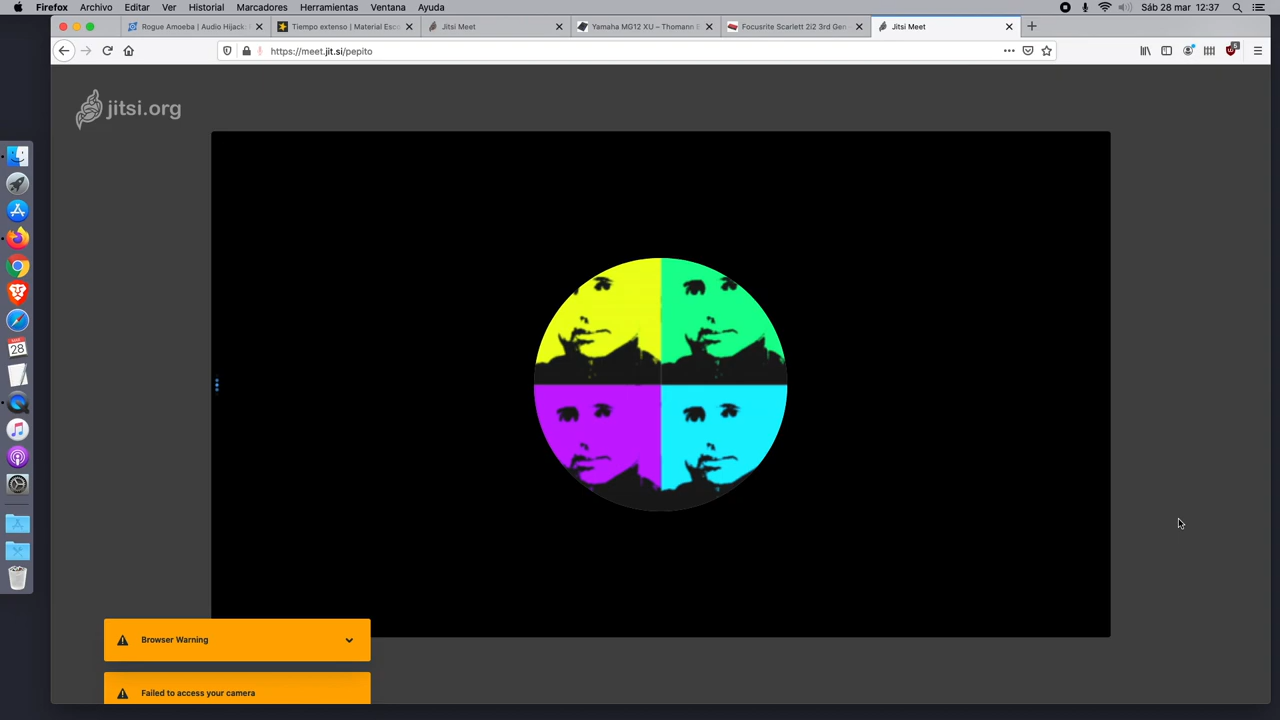 Firefox Archivo Editar Ver Historial Marcadores Herramientas Ventana Ayuda Sáb 28 mar 12:37
Rogue Amoeba | Audio Hijack: Tiempo extenso | Material Esco Jitsi Meet Yamaha MG12 XU – Thomann E Focusrite Scarlett 2i2 3rd Gen Jitsi Meet
https://meet.jit.si/pepito
jitsi.org
MAR
28
Browser Warning
Failed to access your camera